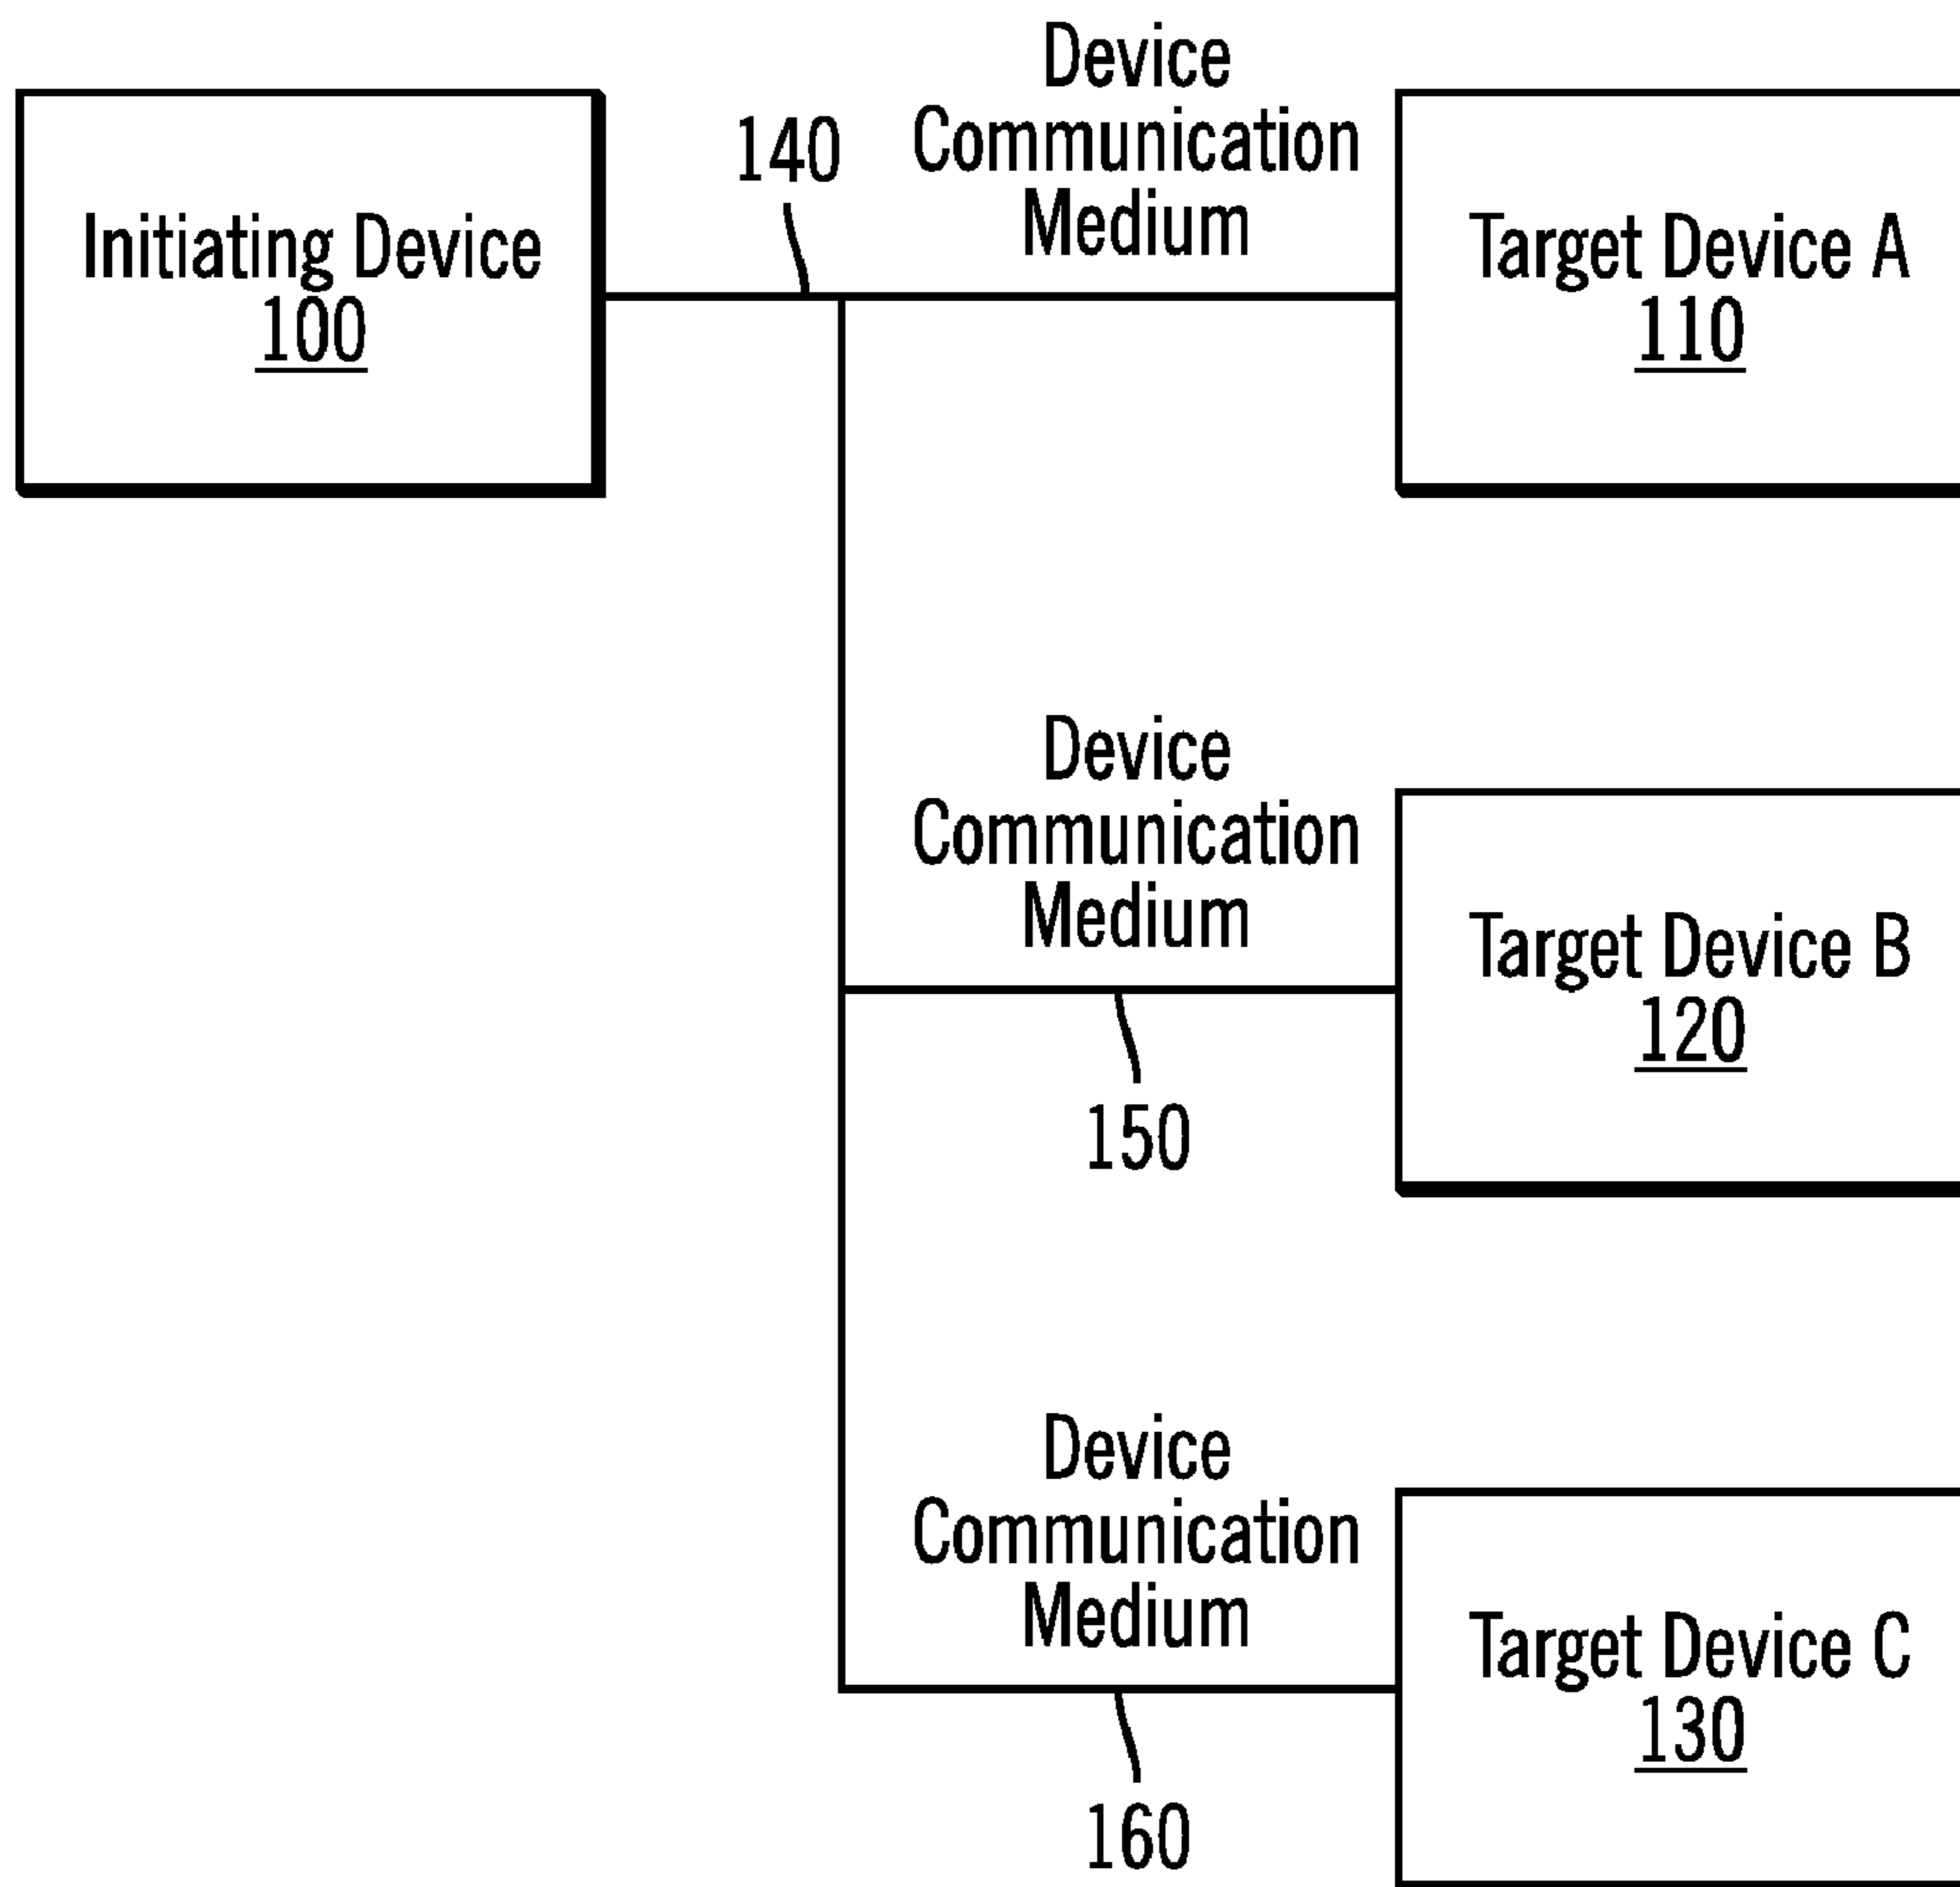 Initiating Device
100
140
Device
Communication
Medium
Target Device A
110
Device
Communication
Medium
150
Target Device B
120
Device
Communication
Medium
160
Target Device C
130